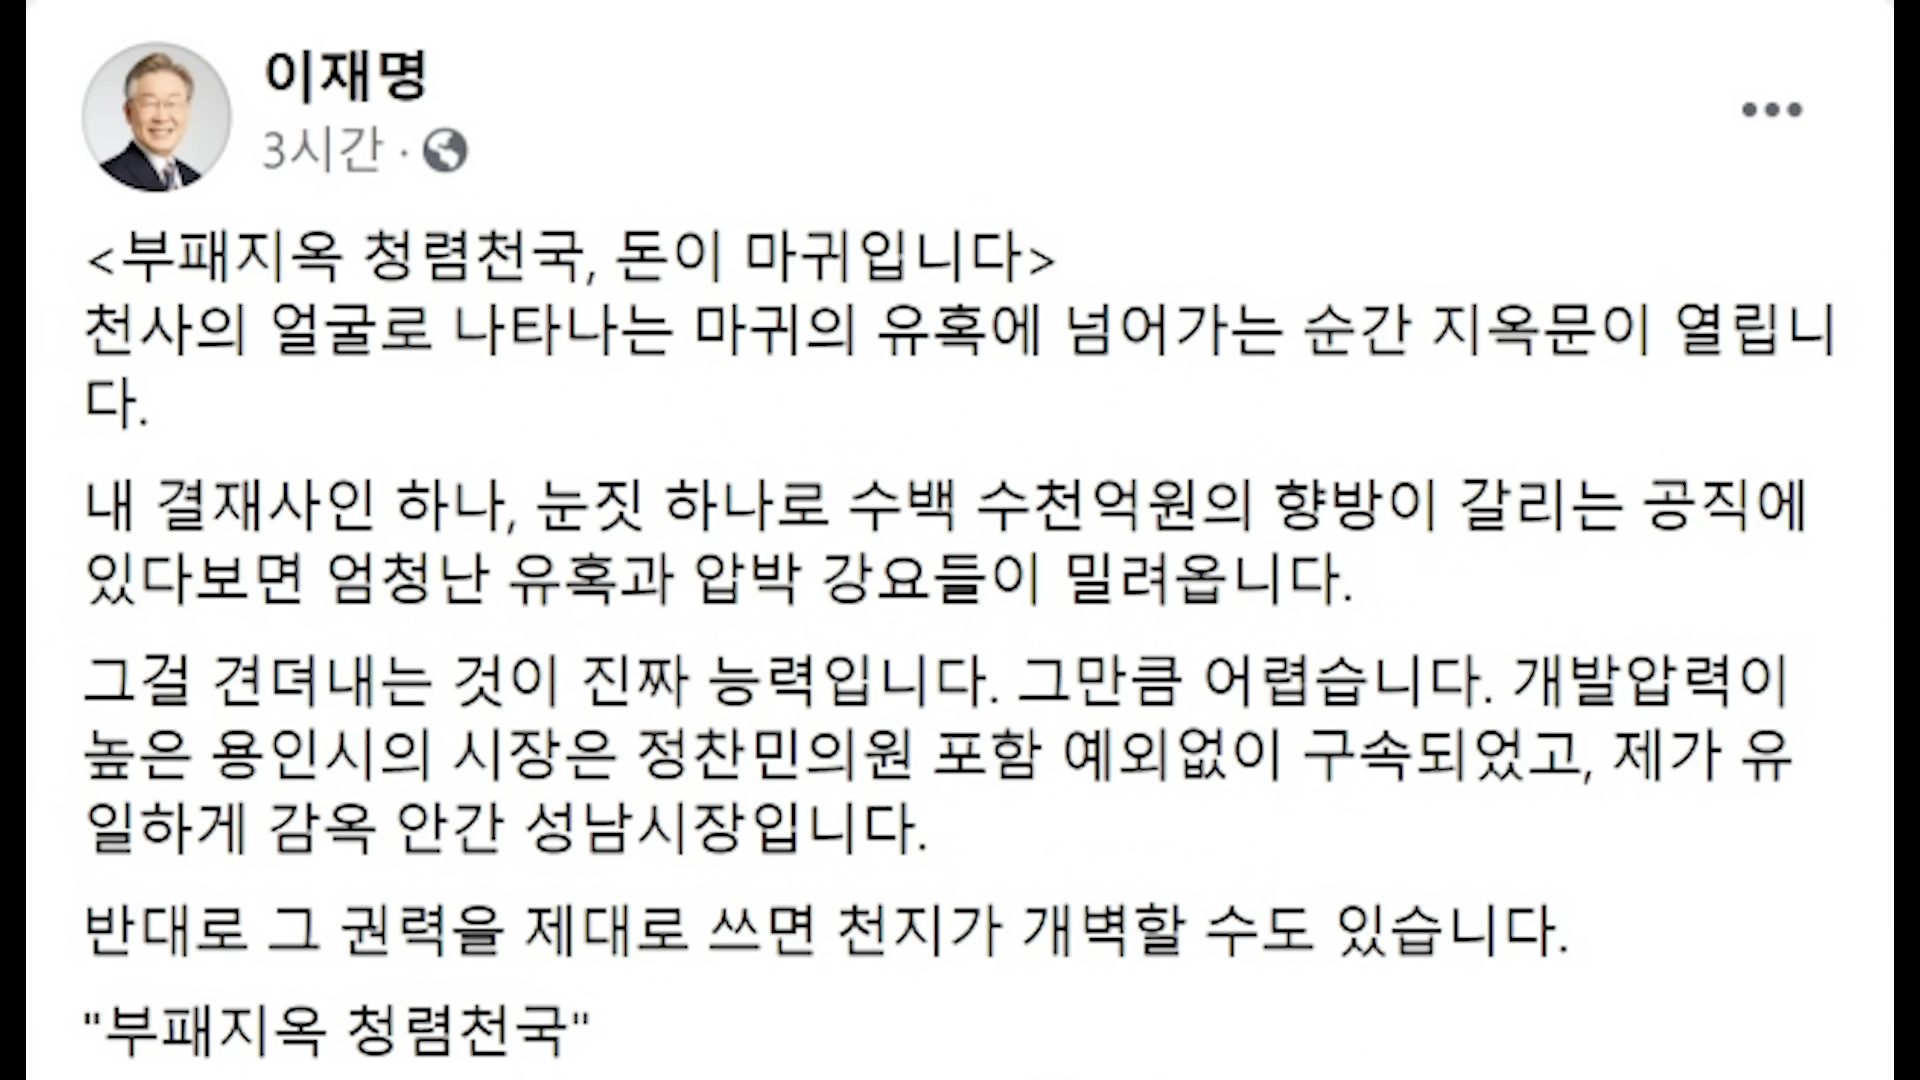 이재명
3시간 ·
<부패지옥 청렴천국, 돈이 마귀입니다>
천사의 얼굴로 나타나는 마귀의 유혹에 넘어가는 순간 지옥문이 열립니
다.
내 결재사인 하나, 눈짓 하나로 수백 수천억원의 향방이 갈리는 공직에
있다보면 엄청난 유혹과 압박 강요들이 밀려옵니다.
그걸 견뎌내는 것이 진짜 능력입니다. 그만큼 어렵습니다. 개발압력이
높은 용인시의 시장은 정찬민의원 포함 예외없이 구속되었고, 제가 유
일하게 감옥 안간 성남시장입니다.
반대로 그 권력을 제대로 쓰면 천지가 개벽할 수도 있습니다.
"부패지옥 청렴천국"